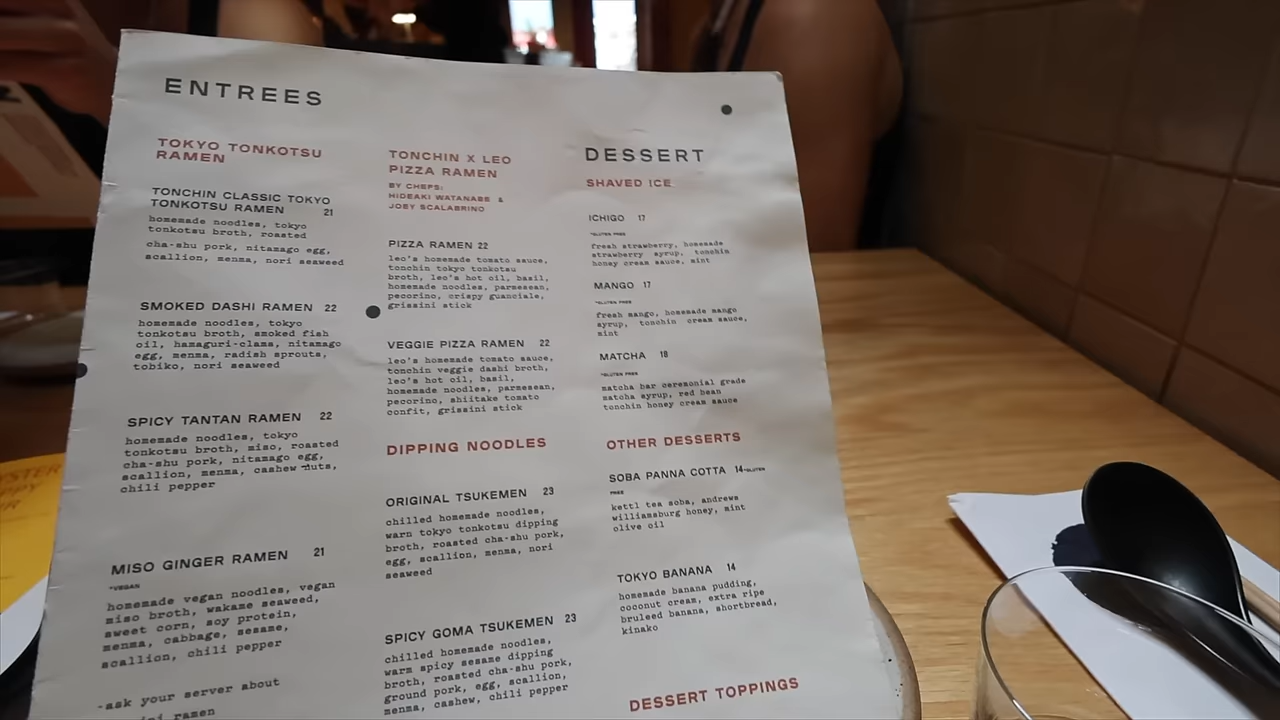 ENTREES
TOKYO TONKOTSU
RAMEN
TONCHIN CLASSIC TOKYO
TONKOTSU RAMEN 21
homemade noodles, tokyo
tonkotsu broth, roasted
cha-shu pork, nitamago egg,
scallion, menma, nori seaweed
SMOKED DASHI RAMEN 22
homemade noodles, tokyo
tonkotsu broth, smoked fish
oil, hamaguri-clams, nitamago
egg, menma, radish sprouts,
tobiko, nori seaweed
SPICY TANTAN RAMEN 22
homemade noodles, tokyo
tonkotsu broth, miso, roasted
cha-shu pork, nitamago egg,
scallion, menma, cashew nuts,
chili pepper
MISO GINGER RAMEN 21
*VEGAN
homemade vegan noodles, vegan
miso broth, wakame seaweed,
sweet corn, soy protein,
menma, cabbage, sesame,
scallion, chili pepper
-ask your server about
ramen
TONCHIN X LEO
PIZZA RAMEN
BY CHEFS:
HIDEAKI WATANABE &
JOEY SCALABRINO
PIZZA RAMEN 22
leo's homemade tomato sauce,
tonchin tokyo tonkotsu
broth, leo's hot oil, basil,
homemade noodles, parmesan,
pecorino, crispy guanciale,
grissini stick
VEGGIE PIZZA RAMEN 22
leo's homemade tomato sauce,
tonchin veggie dashi broth,
leo's hot oil, basil,
homemade noodles, parmesan,
pecorino, shiitake tomato
confit, grissini stick
DIPPING NOODLES
ORIGINAL TSUKEMEN 23
chilled homemade noodles,
warm tokyo tonkotsu dipping
broth, roasted cha-shu pork,
egg, scallion, menma, nori
seaweed
SPICY GOMA TSUKEMEN 23
chilled homemade noodles,
warm spicy sesame dipping
broth, roasted cha-shu pork,
ground pork, egg, scallion,
menma, cashew, chili pepper
DESSERT
SHAVED ICE
ICHIGO 17
*GLUTEN FREE
fresh strawberry, homemade
strawberry syrup, tonchin
honey cream sauce, mint
MANGO 17
*GLUTEN FREE
fresh mango, homemade mango
syrup, tonchin cream sauce,
mint
MATCHA 18
*GLUTEN FREE
matcha bar ceremonial grade
matcha syrup, red bean
tonchin honey cream sauce
OTHER DESSERTS
SOBA PANNA COTTA 14 *GLUTEN
FREE
kettl tea soba, andrews
williamsburg honey, mint
olive oil
TOKYO BANANA 14
homemade banana pudding,
coconut cream, extra ripe
bruleed banana, shortbread,
kinako
DESSERT TOPPINGS